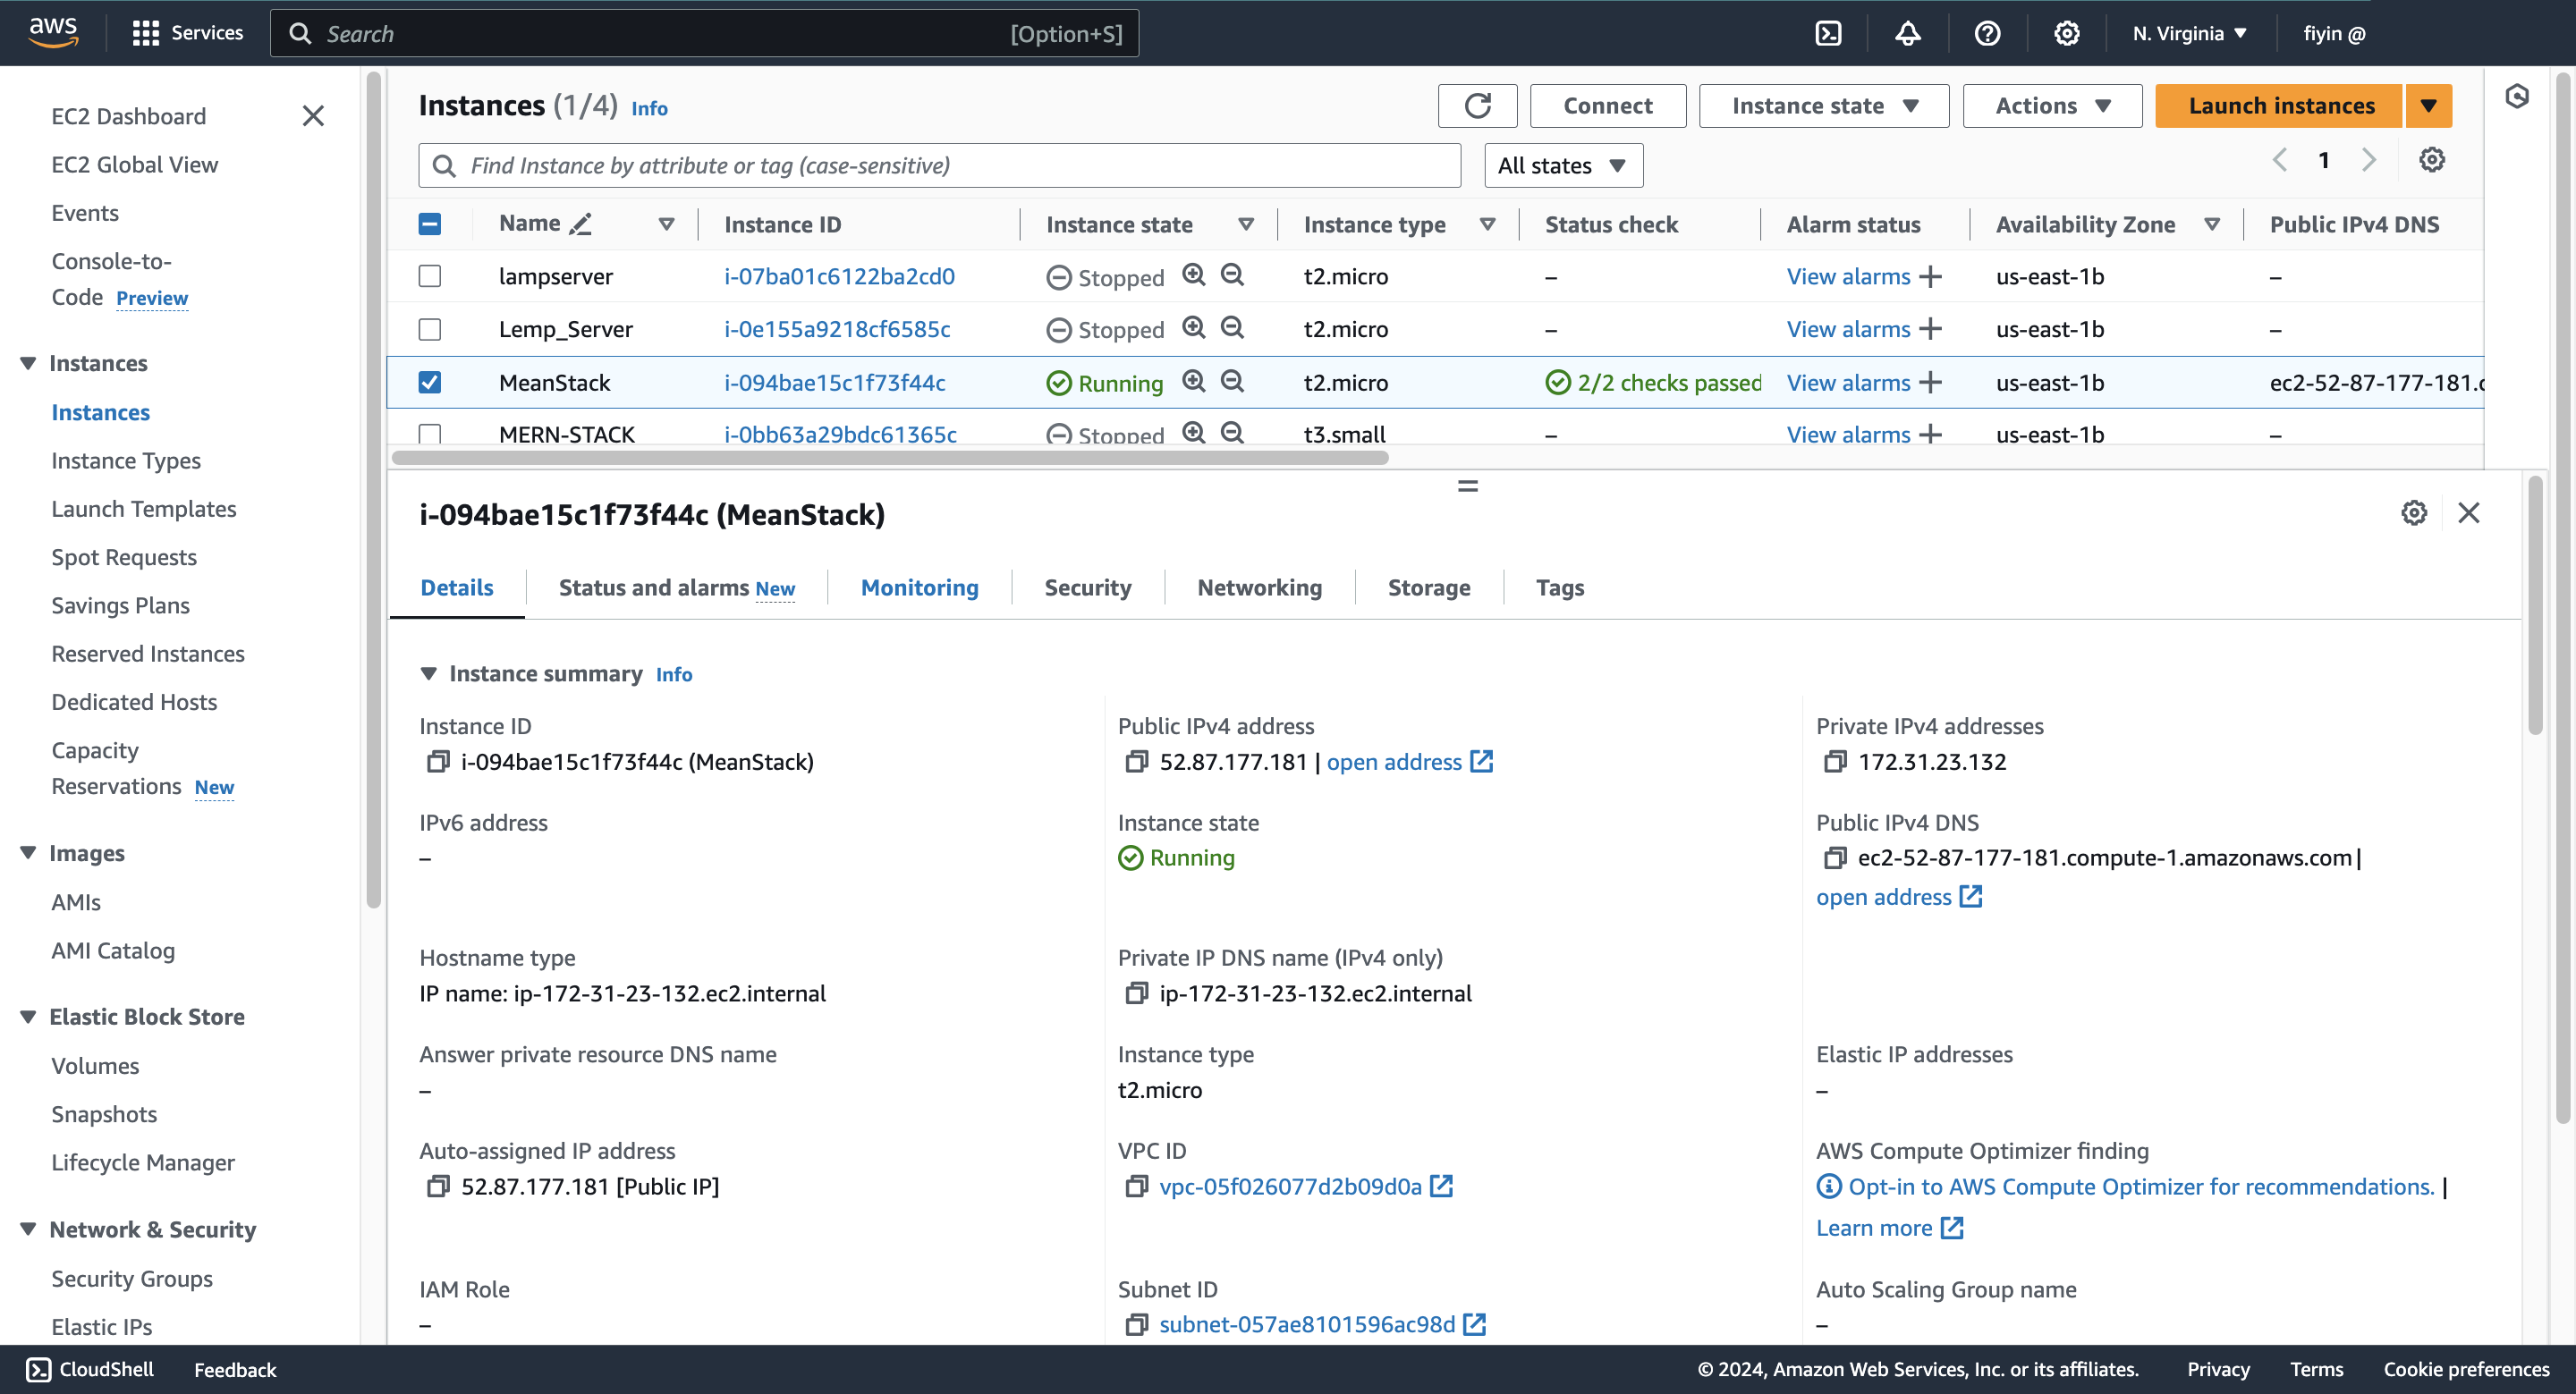 aws
Services
Search
[Option+S]
N. Virginia
fiyin @
EC2 Dashboard
EC2 Global View
Events
Console-to-
Code Preview
Instances
Instances
Instance Types
Launch Templates
Spot Requests
Savings Plans
Reserved Instances
Dedicated Hosts
Capacity
Reservations New
Images
AMIs
AMI Catalog
Elastic Block Store
Volumes
Snapshots
Lifecycle Manager
Network & Security
Security Groups
Elastic IPs
Instances (1/4) Info
Connect
Instance state
Actions
Launch instances
Find Instance by attribute or tag (case-sensitive)
All states
1
Name Instance ID Instance state Instance type Status check Alarm status Availability Zone Public IPv4 DNS
lampserver i-07ba01c6122ba2cd0 Stopped t2.micro – View alarms + us-east-1b –
Lemp_Server i-0e155a9218cf6585c Stopped t2.micro – View alarms + us-east-1b –
MeanStack i-094bae15c1f73f44c Running t2.micro 2/2 checks passed View alarms + us-east-1b ec2-52-87-177-181.c
MERN-STACK i-0bb63a29bdc61365c Stopped t3.small – View alarms + us-east-1b –
i-094bae15c1f73f44c (MeanStack)
Details
Status and alarms New
Monitoring
Security
Networking
Storage
Tags
Instance summary Info
Instance ID
i-094bae15c1f73f44c (MeanStack)
Public IPv4 address
52.87.177.181 | open address
Private IPv4 addresses
172.31.23.132
IPv6 address
–
Instance state
Running
Public IPv4 DNS
ec2-52-87-177-181.compute-1.amazonaws.com |
open address
Hostname type
IP name: ip-172-31-23-132.ec2.internal
Private IP DNS name (IPv4 only)
ip-172-31-23-132.ec2.internal
Answer private resource DNS name
–
Instance type
t2.micro
Elastic IP addresses
–
Auto-assigned IP address
52.87.177.181 [Public IP]
VPC ID
vpc-05f026077d2b09d0a
AWS Compute Optimizer finding
Opt-in to AWS Compute Optimizer for recommendations. |
Learn more
IAM Role
–
Subnet ID
subnet-057ae8101596ac98d
Auto Scaling Group name
–
CloudShell
Feedback
© 2024, Amazon Web Services, Inc. or its affiliates.
Privacy
Terms
Cookie preferences